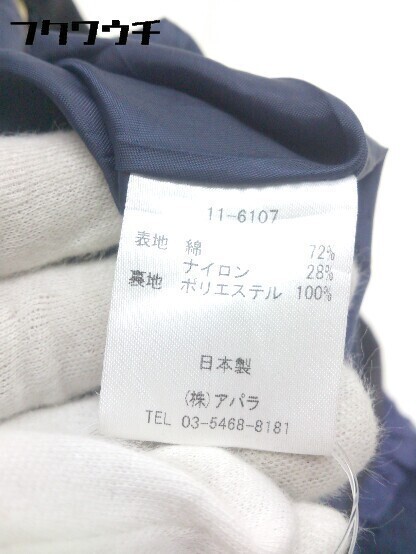 フクワウチ
11-6107
表地 綿 72%
ナイロン 28%
裏地 ポリエステル 100%
日本製
(株)アパラ
TEL 03-5468-8181